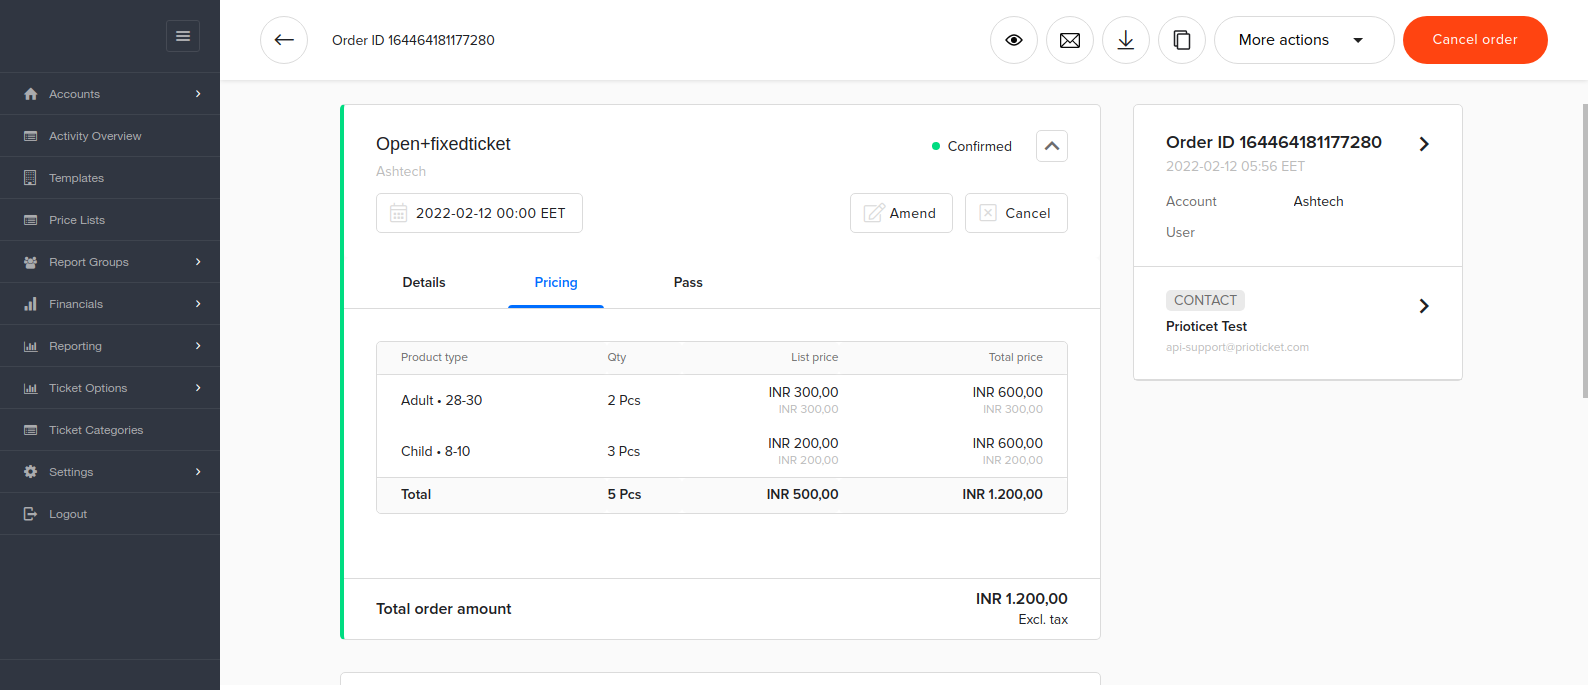 Order ID 164464181177280
More actions
Cancel order
Accounts
Activity Overview
Templates
Price Lists
Report Groups
Financials
Reporting
Ticket Options
Ticket Categories
Settings
Logout
Open+fixedticket
Confirmed
Ashtech
2022-02-12 00:00 EET
Amend
Cancel
Details Pricing Pass
Product type Qty List price Total price
Adult • 28-30 2 Pcs INR 300,00 INR 600,00
INR 300,00 INR 300,00
Child • 8-10 3 Pcs INR 200,00 INR 600,00
INR 200,00 INR 200,00
Total 5 Pcs INR 500,00 INR 1.200,00
Total order amount INR 1.200,00
Excl. tax
Order ID 164464181177280
2022-02-12 05:56 EET
Account Ashtech
User
CONTACT
Prioticet Test
api-support@prioticket.com